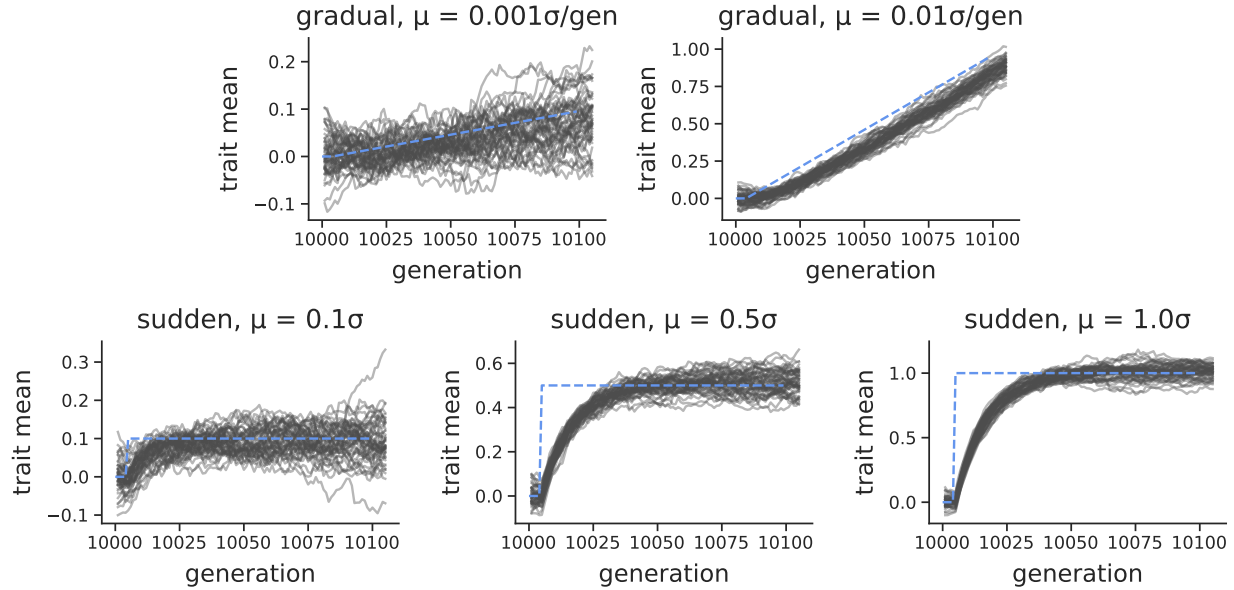 gradual, μ = 0.001σ/gen
gradual, μ = 0.01σ/gen
trait mean
0.2
0.1
0.0
−0.1
10000 10025 10050 10075 10100
generation
trait mean
1.00
0.75
0.50
0.25
0.00
10000 10025 10050 10075 10100
generation
sudden, μ = 0.1σ
sudden, μ = 0.5σ
sudden, μ = 1.0σ
trait mean
0.3
0.2
0.1
0.0
−0.1
10000 10025 10050 10075 10100
generation
trait mean
0.6
0.4
0.2
0.0
10000 10025 10050 10075 10100
generation
trait mean
1.0
0.5
0.0
10000 10025 10050 10075 10100
generation